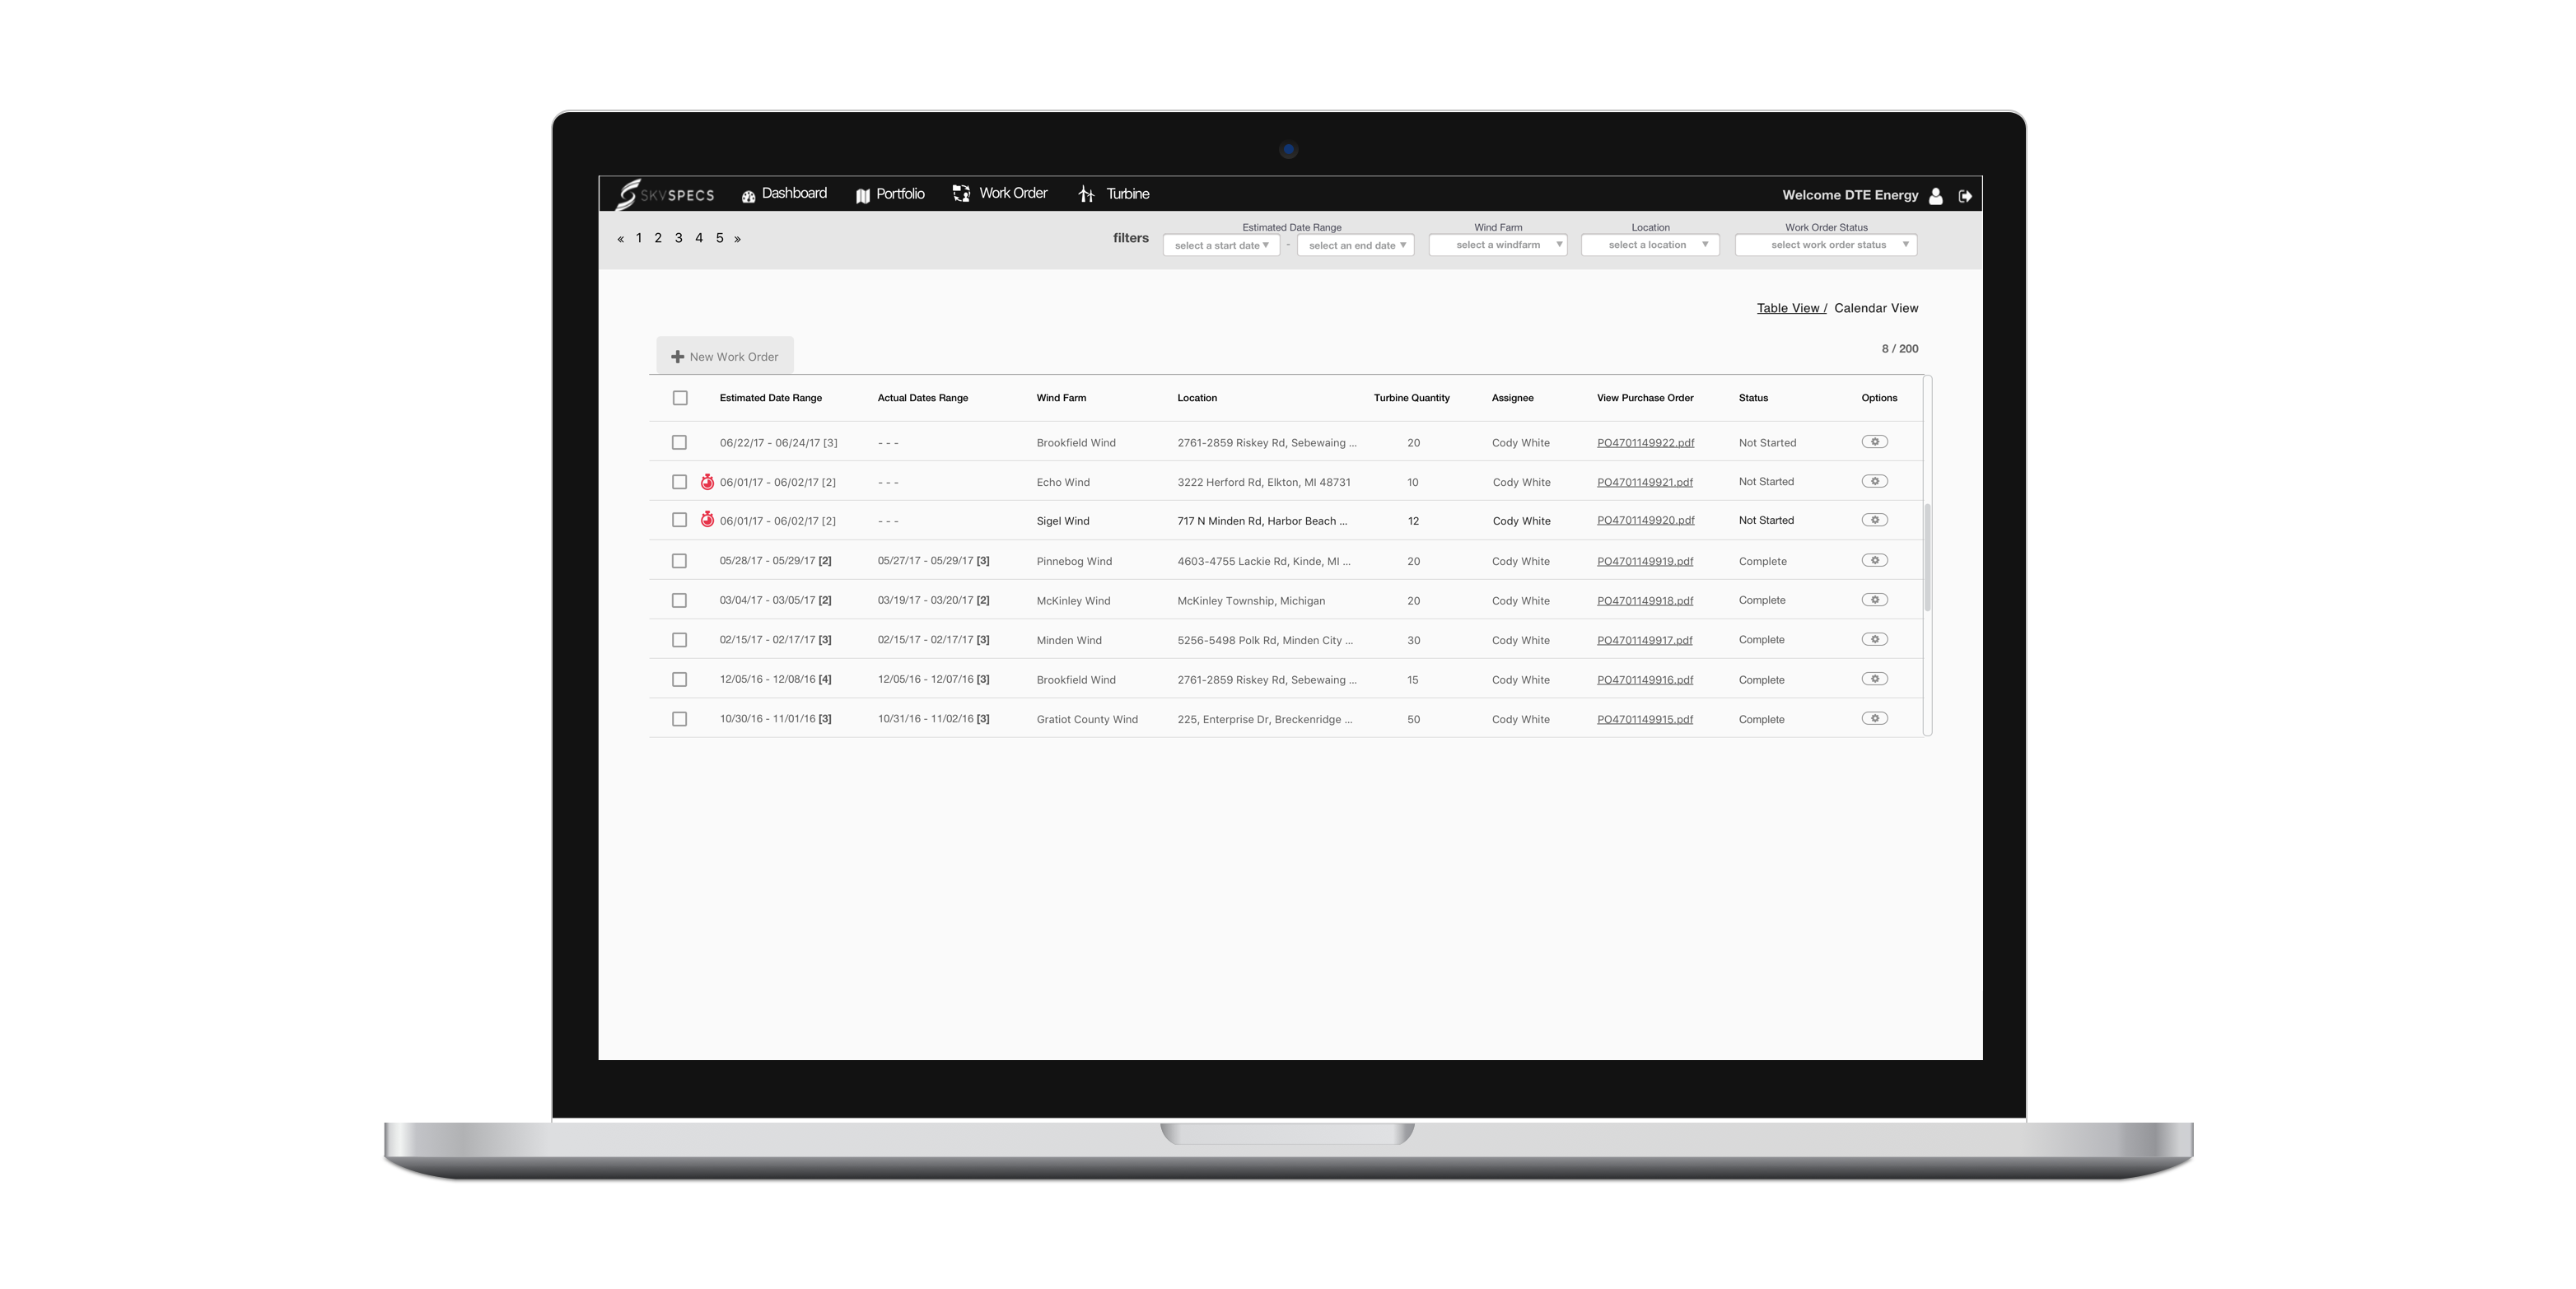 SKYSPECS Dashboard Portfolio Work Order Turbine Welcome DTE Energy
« 1 2 3 4 5 »
filters
Estimated Date Range Wind Farm Location Work Order Status
select a start date ▼ - select an end date ▼ select a windfarm ▼ select a location ▼ select work order status ▼
Table View / Calendar View
New Work Order
8 / 200
Estimated Date Range Actual Dates Range Wind Farm Location Turbine Quantity Assignee View Purchase Order Status Options
06/22/17 - 06/24/17 [3] - - - Brookfield Wind 2761-2859 Riskey Rd, Sebewaing ... 20 Cody White PO4701149922.pdf Not Started
06/01/17 - 06/02/17 [2] - - - Echo Wind 3222 Herford Rd, Elkton, MI 48731 10 Cody White PO4701149921.pdf Not Started
06/01/17 - 06/02/17 [2] - - - Sigel Wind 717 N Minden Rd, Harbor Beach ... 12 Cody White PO4701149920.pdf Not Started
05/28/17 - 05/29/17 [2] 05/27/17 - 05/29/17 [3] Pinnebog Wind 4603-4755 Lackie Rd, Kinde, MI ... 20 Cody White PO4701149919.pdf Complete
03/04/17 - 03/05/17 [2] 03/19/17 - 03/20/17 [2] McKinley Wind McKinley Township, Michigan 20 Cody White PO4701149918.pdf Complete
02/15/17 - 02/17/17 [3] 02/15/17 - 02/17/17 [3] Minden Wind 5256-5498 Polk Rd, Minden City ... 30 Cody White PO4701149917.pdf Complete
12/05/16 - 12/08/16 [4] 12/05/16 - 12/07/16 [3] Brookfield Wind 2761-2859 Riskey Rd, Sebewaing ... 15 Cody White PO4701149916.pdf Complete
10/30/16 - 11/01/16 [3] 10/31/16 - 11/02/16 [3] Gratiot County Wind 225, Enterprise Dr, Breckenridge ... 50 Cody White PO4701149915.pdf Complete